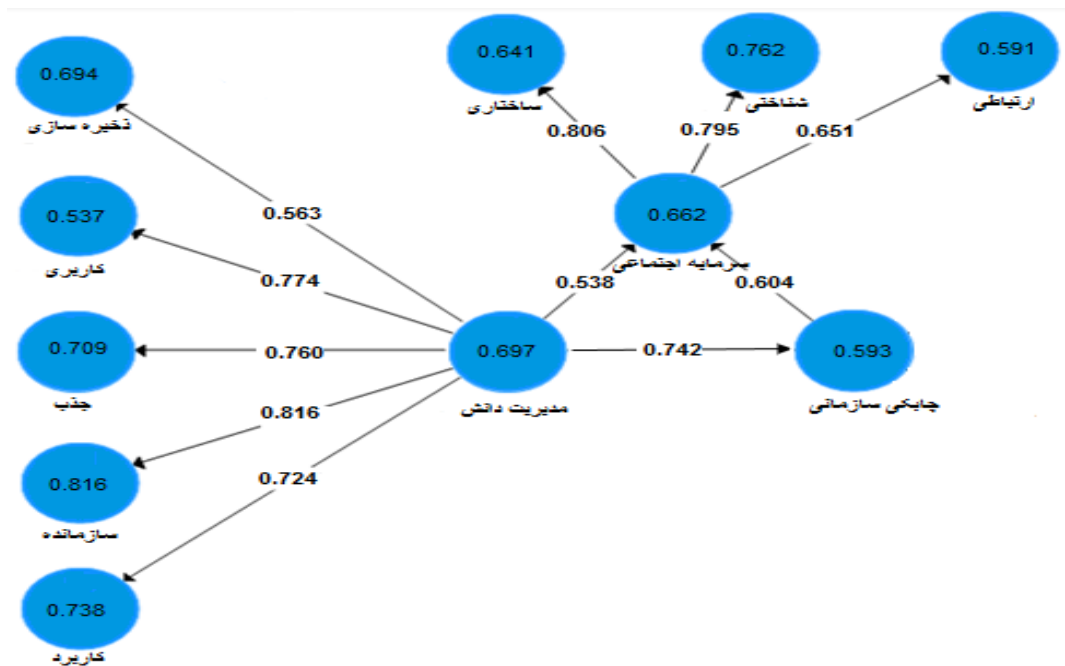 0.641
0.762
0.591
0.694
ساختاری
شناختی
ارتباطی
ذخیره سازی
0.806
0.795
0.651
0.537
0.563
0.662
کاربری
سرمایه اجتماعی
0.774
0.538
0.604
0.709
0.760
0.697
0.742
0.593
جذب
مدیریت دانش
چابکی سازمانی
0.816
0.816
0.724
سازمانده
0.738
کاربرد